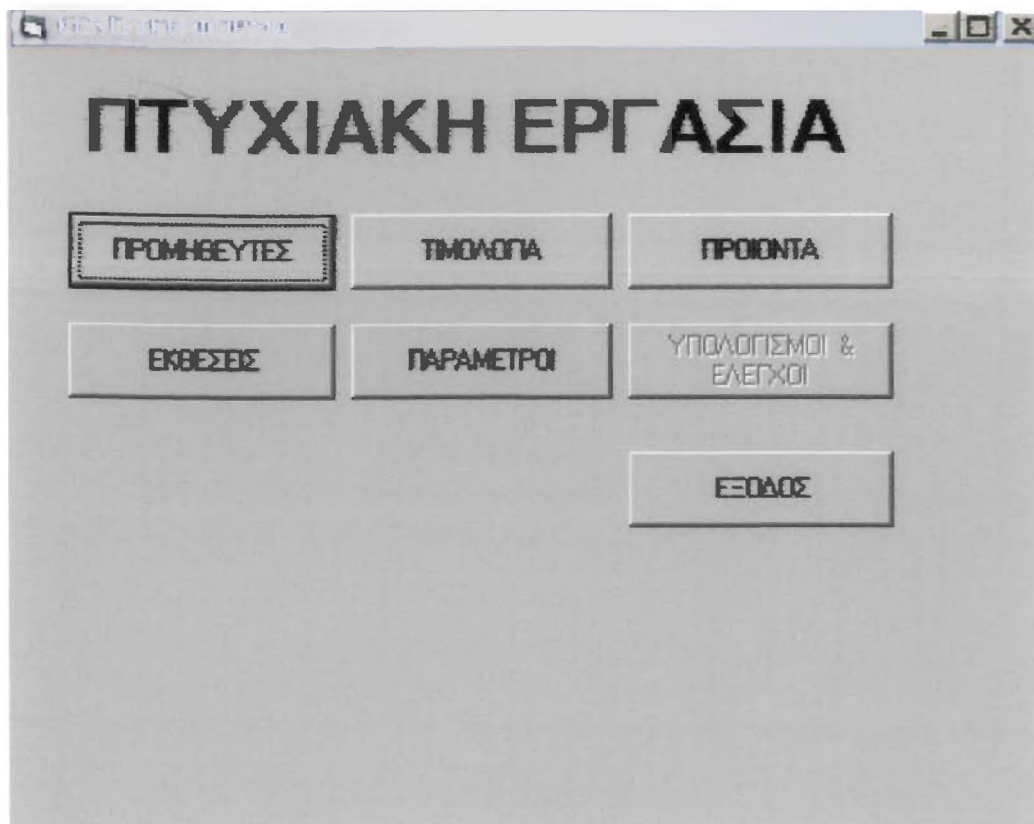 ΠΤΥΧΙΑΚΗ ΕΡΓΑΣΙΑ
ΠΡΟΜΗΘΕΥΤΕΣ
ΤΙΜΟΛΟΓΙΑ
ΠΡΟΙΟΝΤΑ
ΕΚΘΕΣΕΙΣ
ΠΑΡΑΜΕΤΡΟΙ
ΥΠΟΛΟΓΙΣΜΟΙ &
ΕΛΕΓΧΟΙ
ΕΞΟΔΟΣ